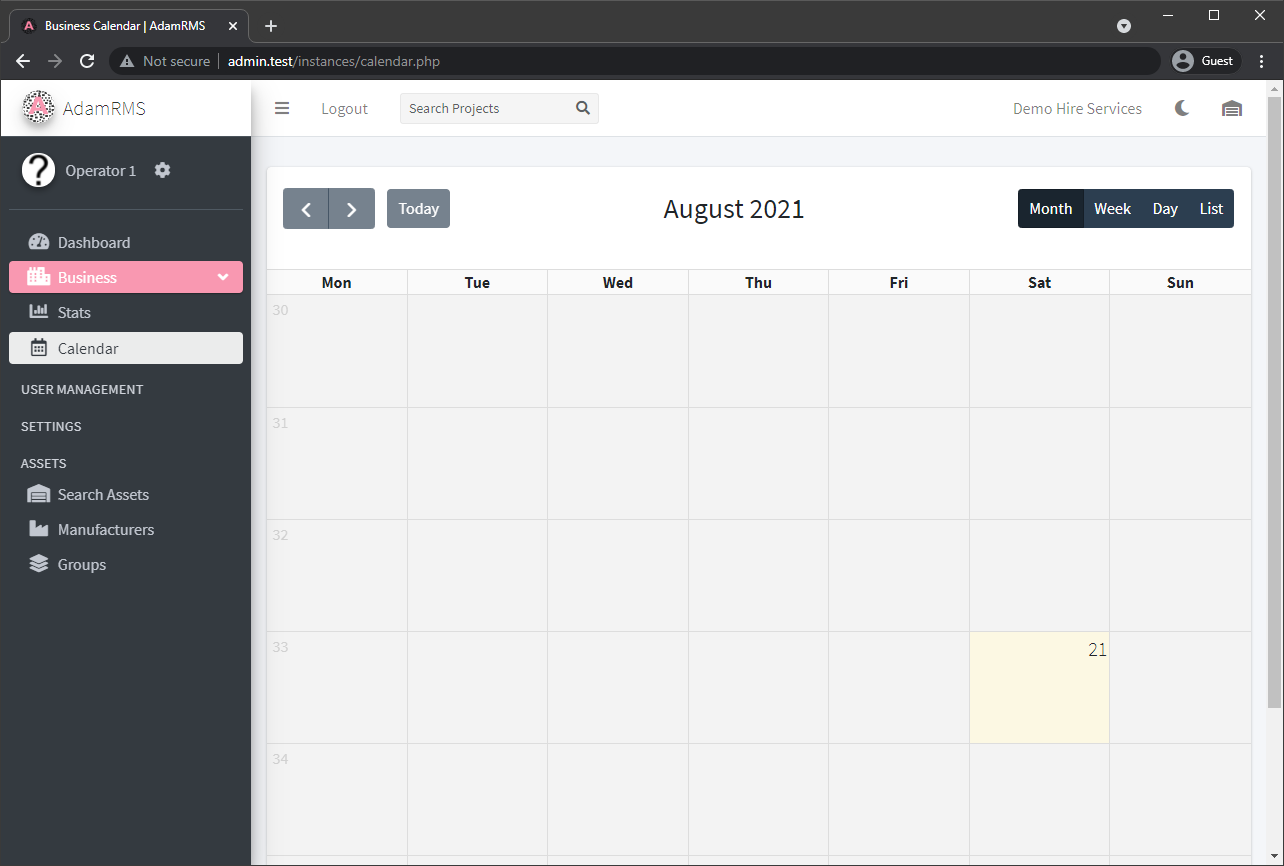 Business Calendar | AdamRMS
Not secure admin.test/instances/calendar.php Guest
AdamRMS Logout Search Projects Demo Hire Services
Operator 1
Dashboard
Business
Stats
Calendar
USER MANAGEMENT
SETTINGS
ASSETS
Search Assets
Manufacturers
Groups
Today August 2021 Month Week Day List
Mon Tue Wed Thu Fri Sat Sun
30
31
32
33 21
34